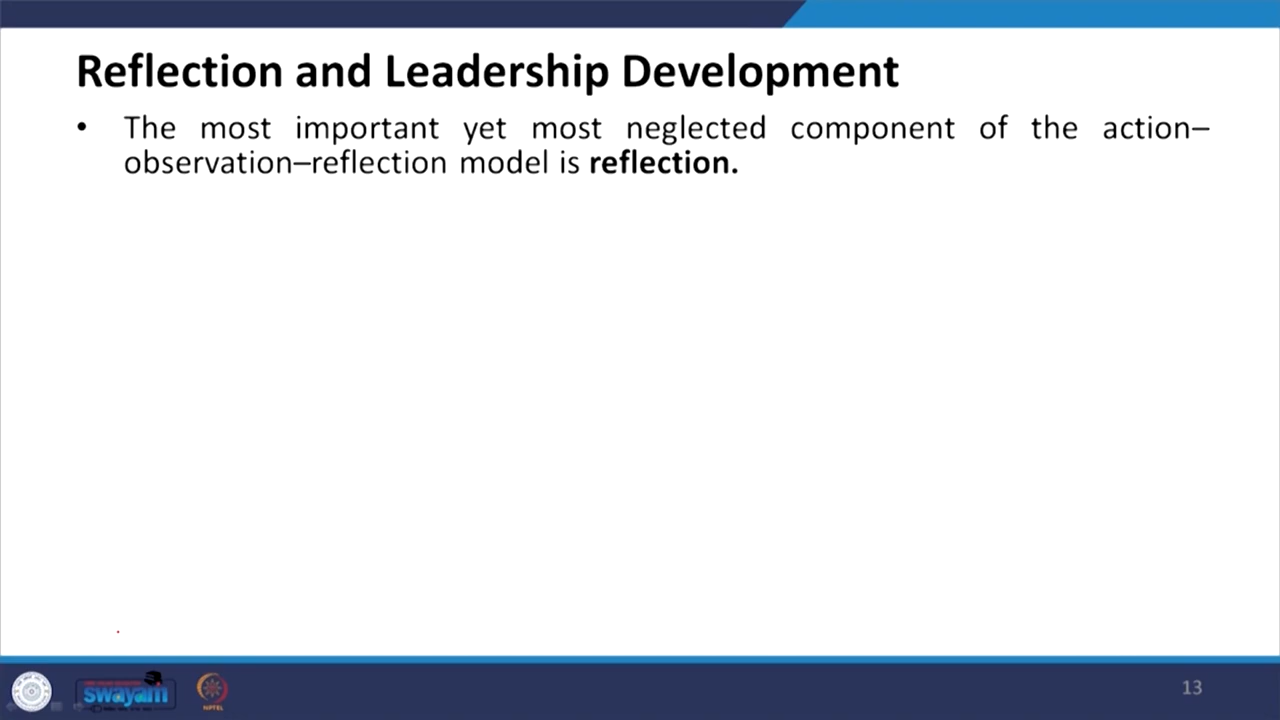 Reflection and Leadership Development
• The most important yet most neglected component of the action–
observation–reflection model is reflection.
swayam
NPTEL
13